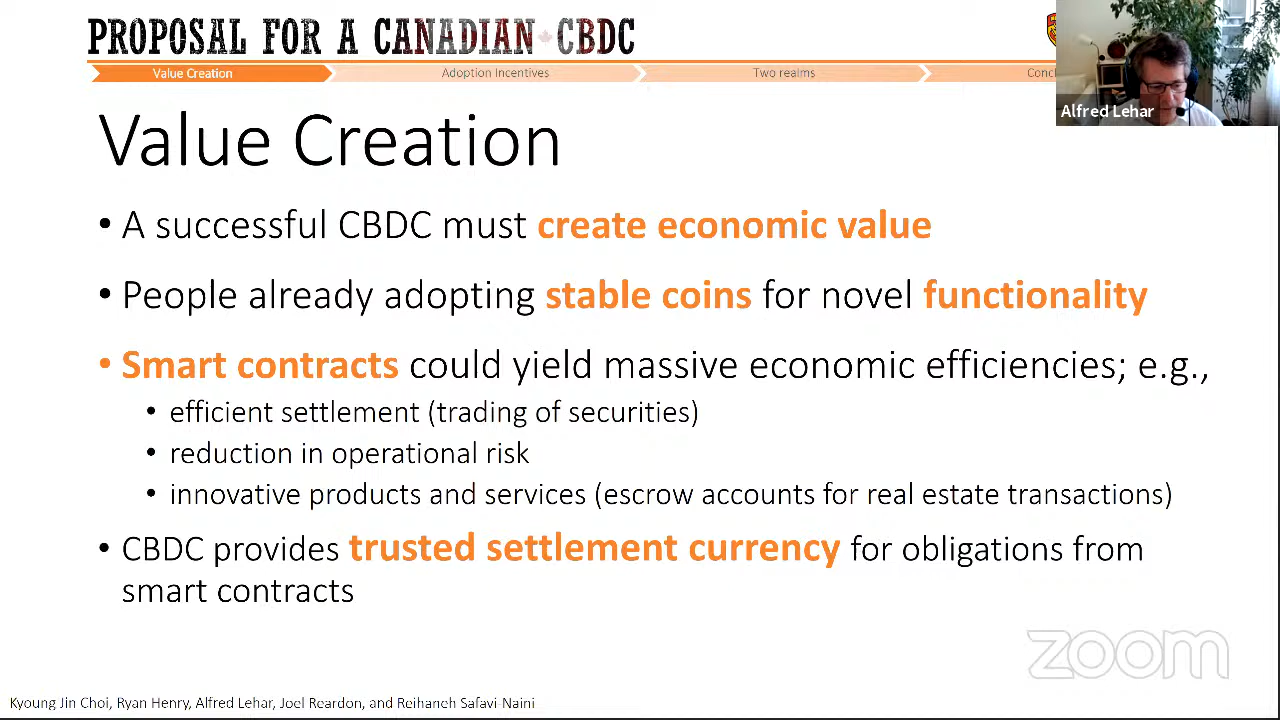 PROPOSAL FOR A CANADIAN CBDC
Value Creation
Adoption Incentives
Two realms
Alfred Lehar
Value Creation
• A successful CBDC must create economic value
• People already adopting stable coins for novel functionality
• Smart contracts could yield massive economic efficiencies; e.g.,
• efficient settlement (trading of securities)
• reduction in operational risk
• innovative products and services (escrow accounts for real estate transactions)
• CBDC provides trusted settlement currency for obligations from
smart contracts
zoom
Kyoung Jin Choi, Ryan Henry, Alfred Lehar, Joel Reardon, and Reihaneh Safavi-Naini